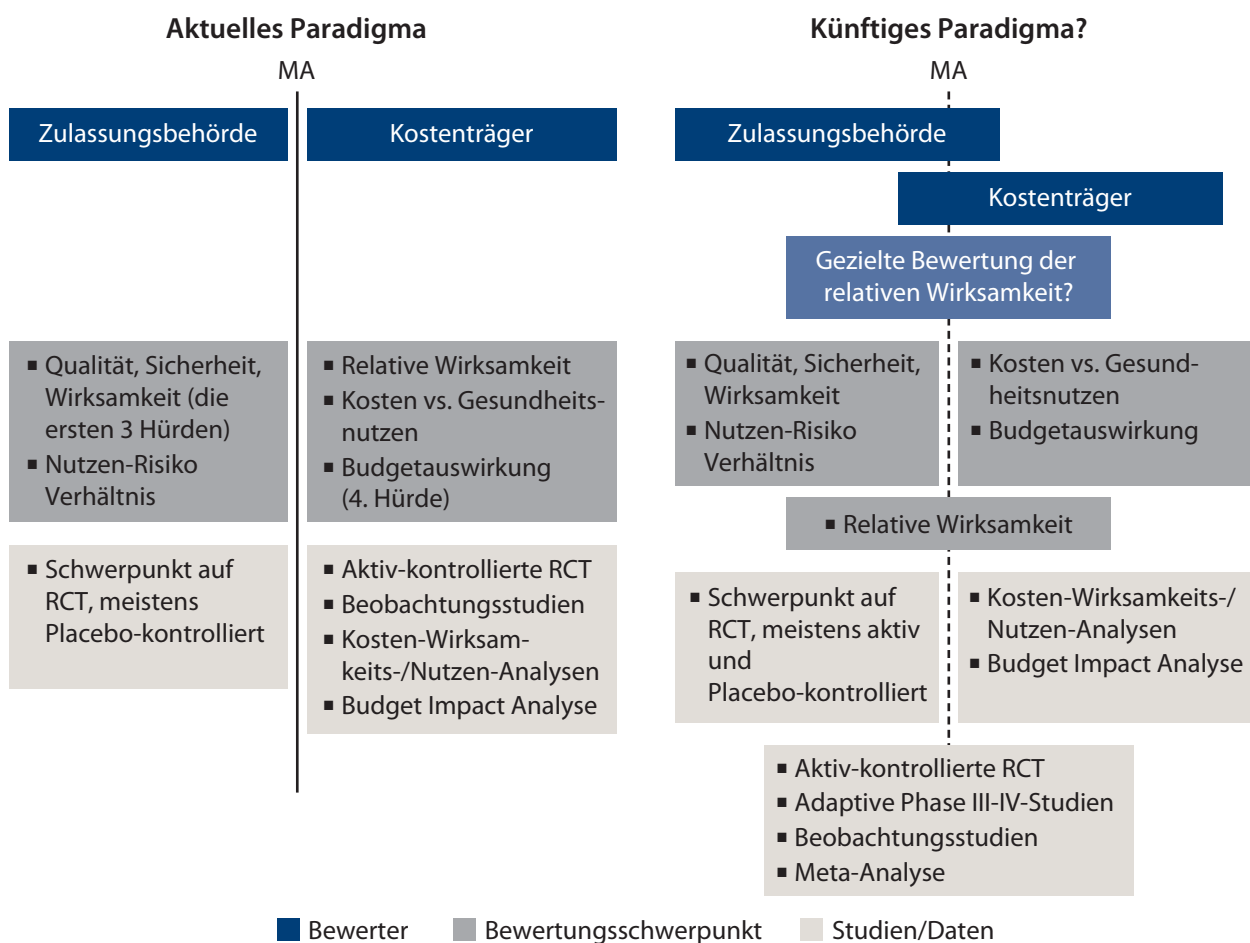 Aktuelles Paradigma
MA
Zulassungsbehörde
Kostenträger
▪ Qualität, Sicherheit,
Wirksamkeit (die
ersten 3 Hürden)
▪ Nutzen-Risiko
Verhältnis
▪ Relative Wirksamkeit
▪ Kosten vs. Gesundheits-
nutzen
▪ Budgetauswirkung
(4. Hürde)
▪ Schwerpunkt auf
RCT, meistens
Placebo-kontrolliert
▪ Aktiv-kontrollierte RCT
▪ Beobachtungsstudien
▪ Kosten-Wirksam-
keits-/Nutzen-Analysen
▪ Budget Impact Analyse
Künftiges Paradigma?
MA
Zulassungsbehörde
Kostenträger
Gezielte Bewertung der
relativen Wirksamkeit?
▪ Qualität, Sicherheit,
Wirksamkeit
▪ Nutzen-Risiko
Verhältnis
▪ Kosten vs. Gesund-
heitsnutzen
▪ Budgetauswirkung
▪ Relative Wirksamkeit
▪ Schwerpunkt auf
RCT, meistens aktiv
und
Placebo-kontrolliert
▪ Kosten-Wirksamkeits-/
Nutzen-Analysen
▪ Budget Impact Analyse
▪ Aktiv-kontrollierte RCT
▪ Adaptive Phase III-IV-Studien
▪ Beobachtungsstudien
▪ Meta-Analyse
Bewerter
Bewertungsschwerpunkt
Studien/Daten